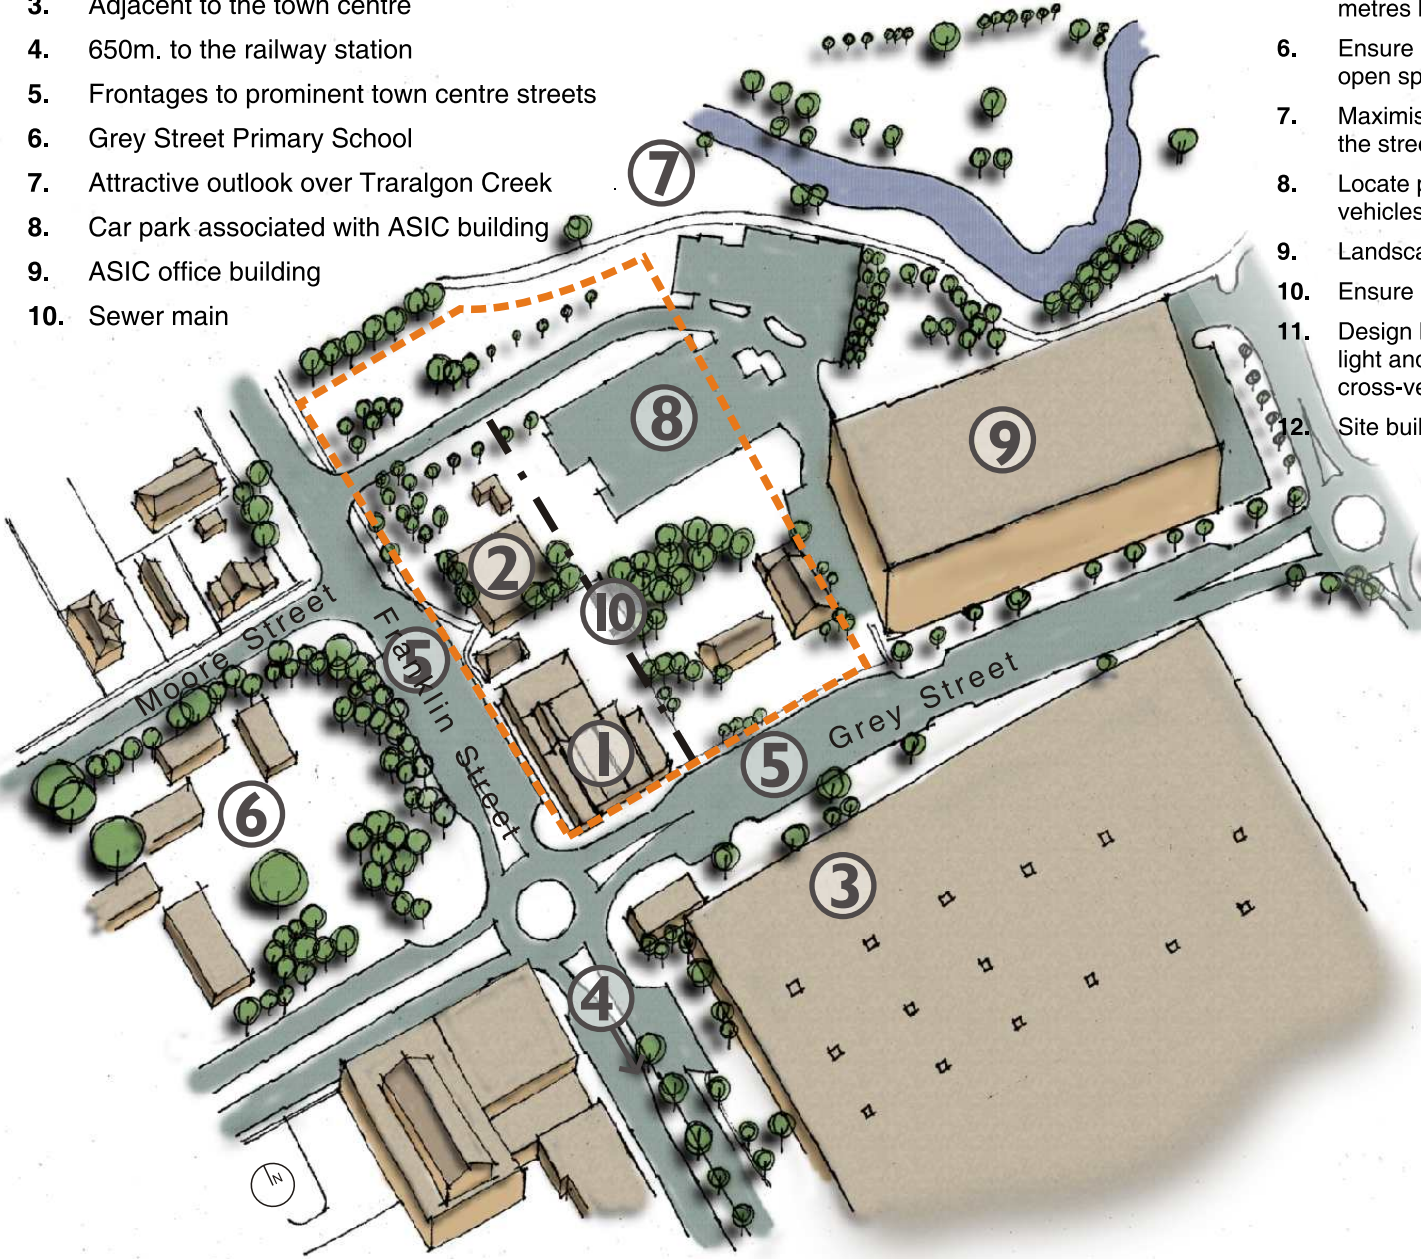 3. Adjacent to the town centre
4. 650m. to the railway station
5. Frontages to prominent town centre streets
6. Grey Street Primary School
7. Attractive outlook over Traralgon Creek
8. Car park associated with ASIC building
9. ASIC office building
10. Sewer main
metres
6. Ensure
open sp
7. Maximis
the stree
8. Locate p
vehicles
9. Landsca
10. Ensure
11. Design
light and
cross-ve
12. Site buil
7
8
9
2
10
5
Moore Street
Franklin Street
1
5
Grey Street
6
3
4
N